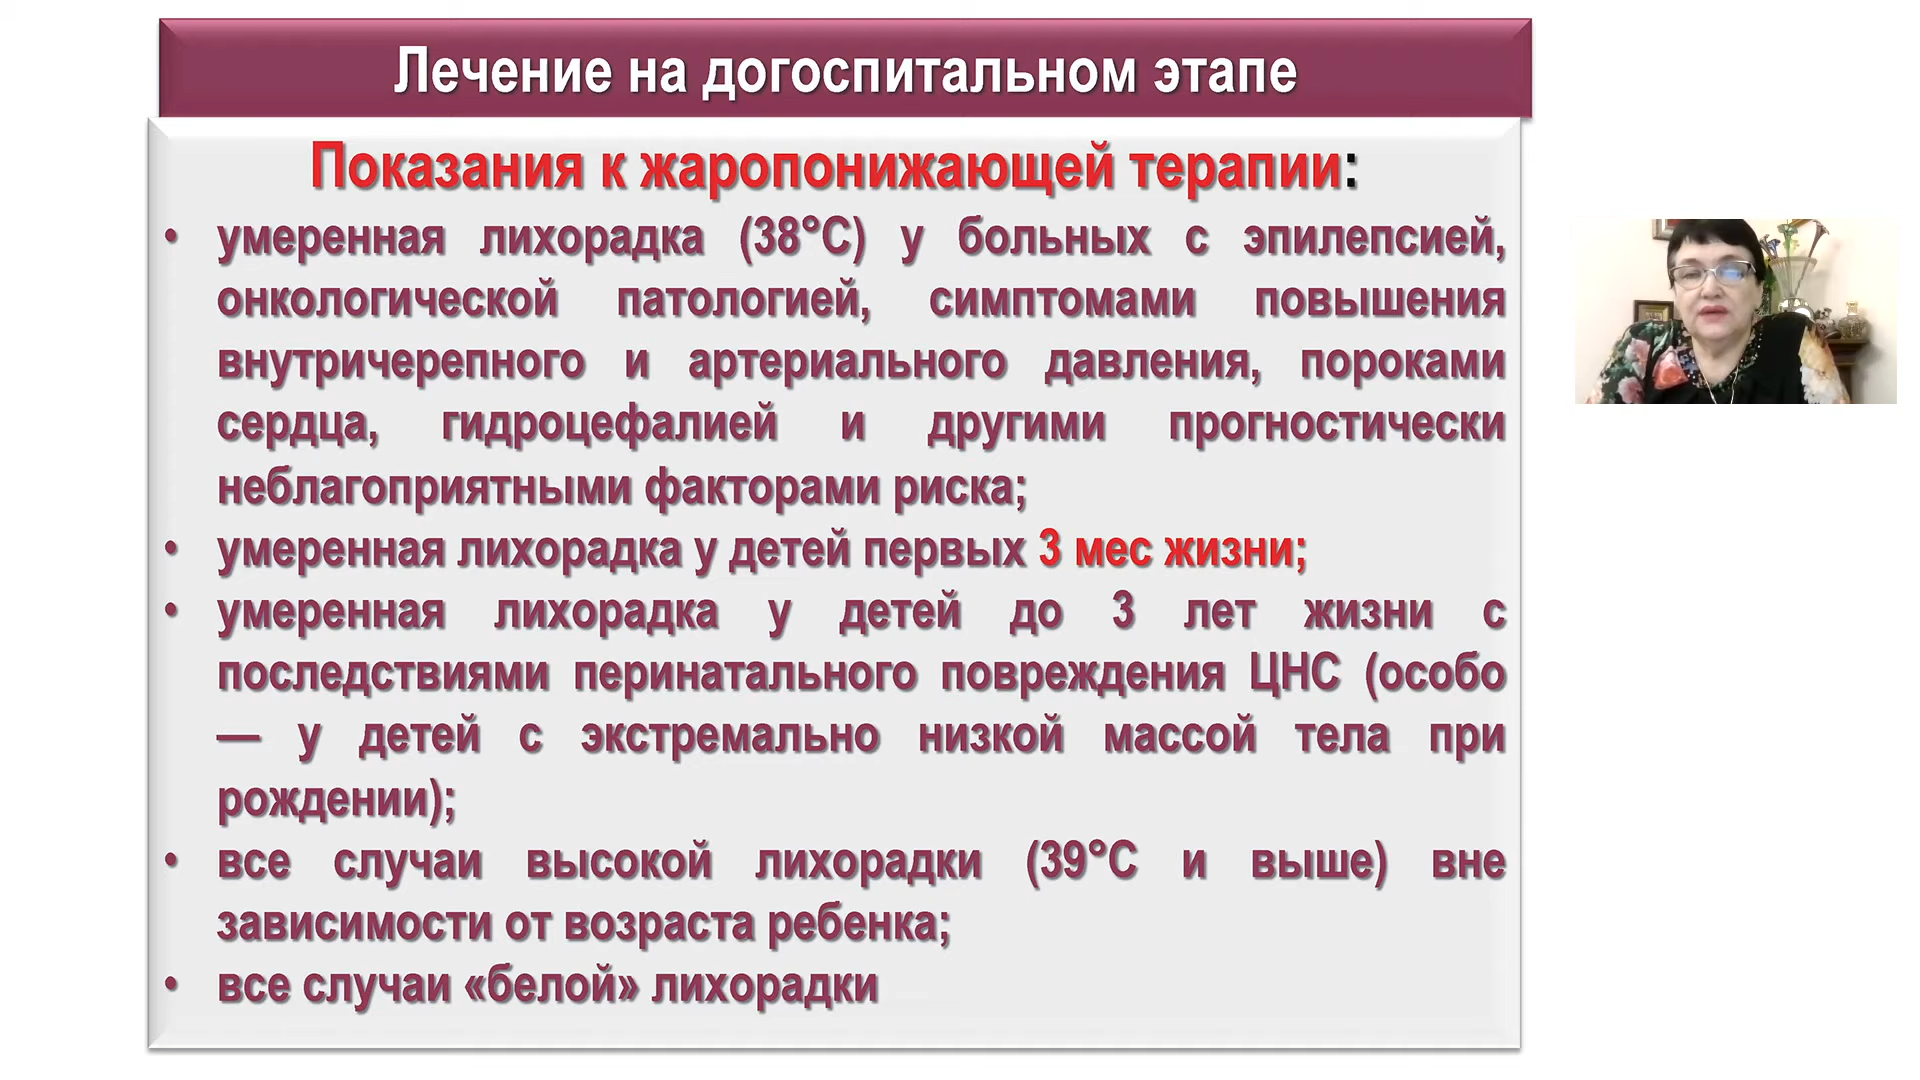 Лечение на догоспитальном этапе
Показания к жаропонижающей терапии:
• умеренная лихорадка (38°С) у больных с эпилепсией,
онкологической патологией, симптомами повышения
внутричерепного и артериального давления, пороками
сердца, гидроцефалией и другими прогностически
неблагоприятными факторами риска;
• умеренная лихорадка у детей первых 3 мес жизни;
• умеренная лихорадка у детей до 3 лет жизни с
последствиями перинатального повреждения ЦНС (особо
— у детей с экстремально низкой массой тела при
рождении);
• все случаи высокой лихорадки (39°С и выше) вне
зависимости от возраста ребенка;
• все случаи «белой» лихорадки